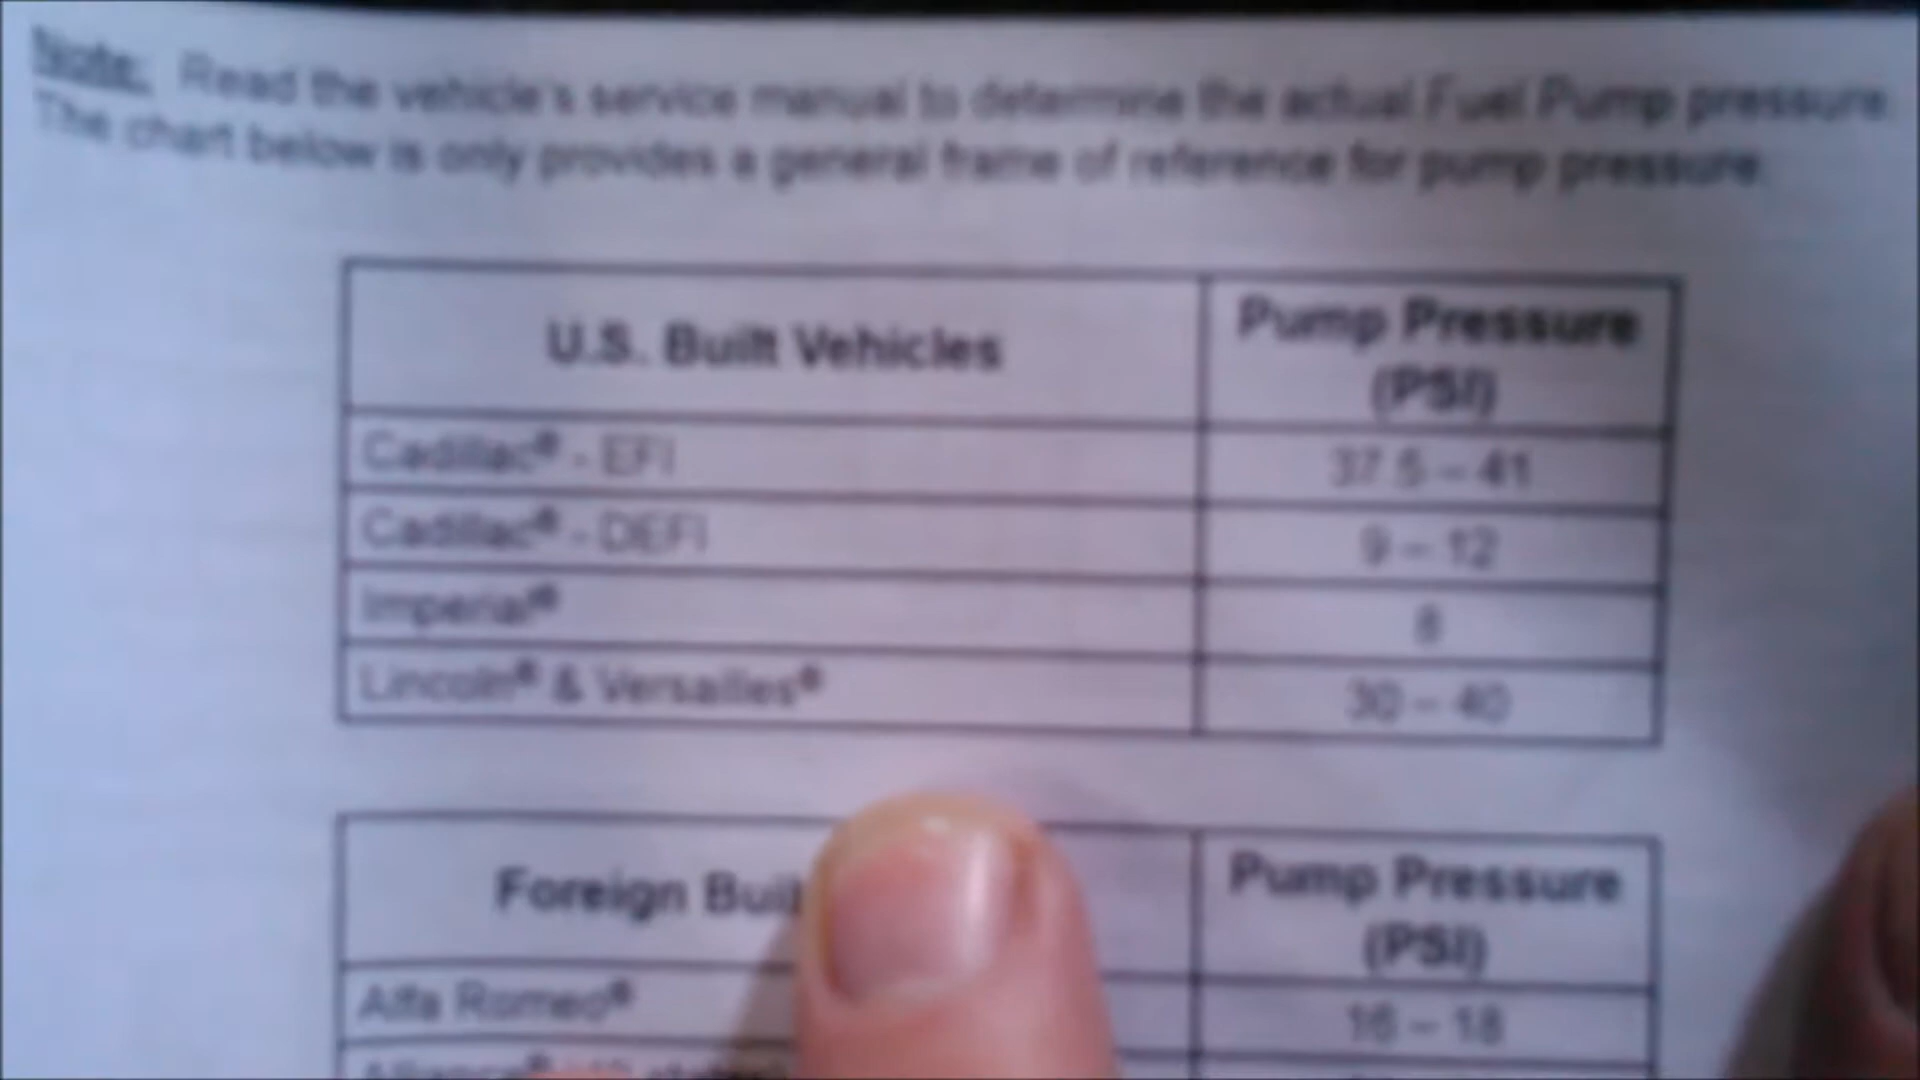 Note: Read the vehicle's service manual to determine the actual Fuel Pump pressure.
The chart below is only provides a general frame of reference for pump pressure.
U.S. Built Vehicles
Pump Pressure
(PSI)
Cadillac® - EFI
37.5 – 41
Cadillac® - DEFI
9 – 12
Imperial®
Lincoln® & Versailles®
30 – 40
Foreign Buil
Pump Pressure
(PSI)
Alfa Romeo®
16 – 18